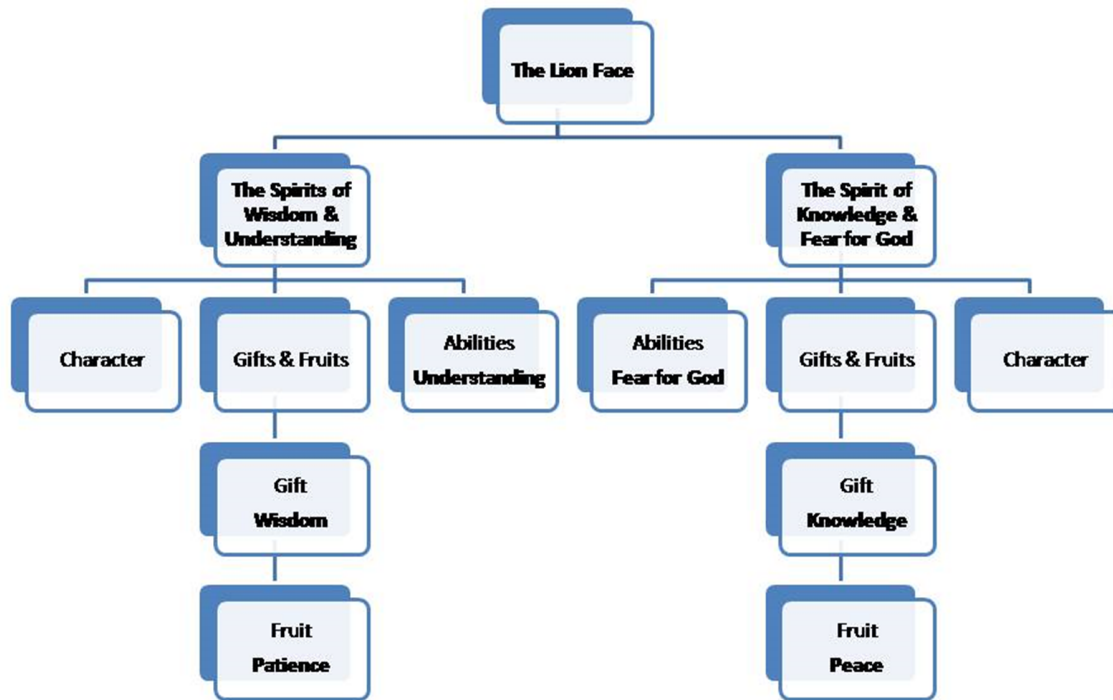 The Lion Face
The Spirits of
Wisdom &
Understanding
The Spirit of
Knowledge &
Fear for God
Character
Gifts & Fruits
Abilities
Understanding
Abilities
Fear for God
Gifts & Fruits
Character
Gift
Wisdom
Gift
Knowledge
Fruit
Patience
Fruit
Peace